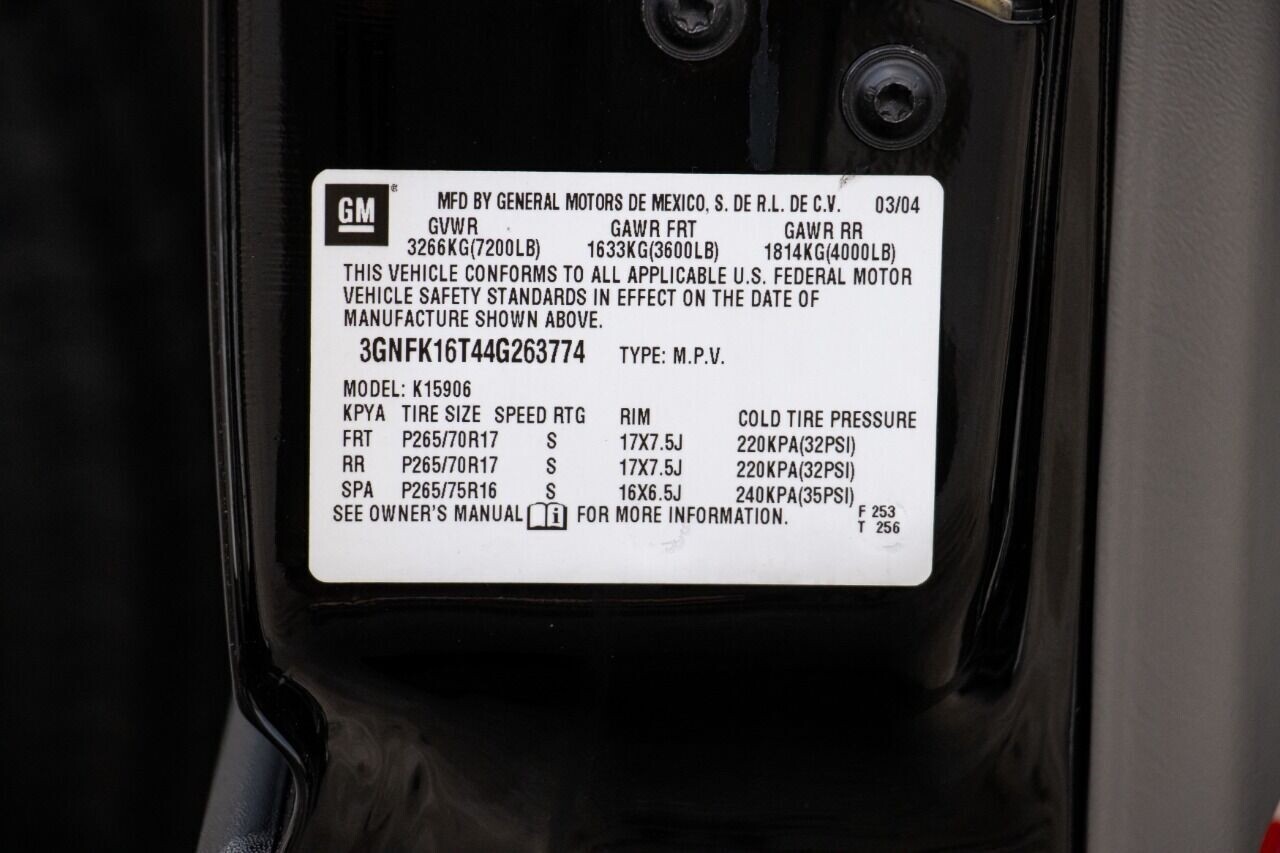 GM ®
MFD BY GENERAL MOTORS DE MEXICO, S. DE R.L. DE C.V. 03/04
GVWR GAWR FRT GAWR RR
3266KG(7200LB) 1633KG(3600LB) 1814KG(4000LB)
THIS VEHICLE CONFORMS TO ALL APPLICABLE U.S. FEDERAL MOTOR
VEHICLE SAFETY STANDARDS IN EFFECT ON THE DATE OF
MANUFACTURE SHOWN ABOVE.
3GNFK16T44G263774 TYPE: M.P.V.
MODEL: K15906
KPYA TIRE SIZE SPEED RTG RIM COLD TIRE PRESSURE
FRT P265/70R17 S 17X7.5J 220KPA(32PSI)
RR P265/70R17 S 17X7.5J 220KPA(32PSI)
SPA P265/75R16 S 16X6.5J 240KPA(35PSI)
SEE OWNER'S MANUAL i FOR MORE INFORMATION.
F 253
T 256